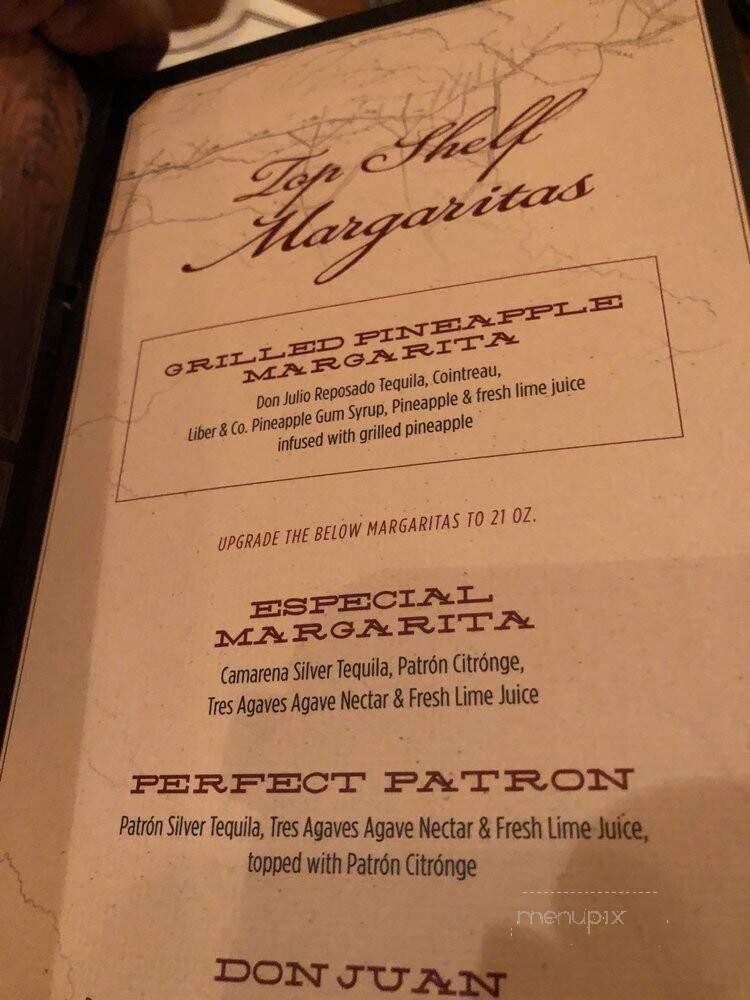 Top Shelf
Margaritas
GRILLED PINEAPPLE
MARGARITA
Don Julio Reposado Tequila, Cointreau,
Liber & Co. Pineapple Gum Syrup, Pineapple & fresh lime juice
infused with grilled pineapple
UPGRADE THE BELOW MARGARITAS TO 21 OZ.
ESPECIAL
MARGARITA
Camarena Silver Tequila, Patrón Citrónge,
Tres Agaves Agave Nectar & Fresh Lime Juice
PERFECT PATRON
Patrón Silver Tequila, Tres Agaves Agave Nectar & Fresh Lime Juice,
topped with Patrón Citrónge
menupix
DON JUAN